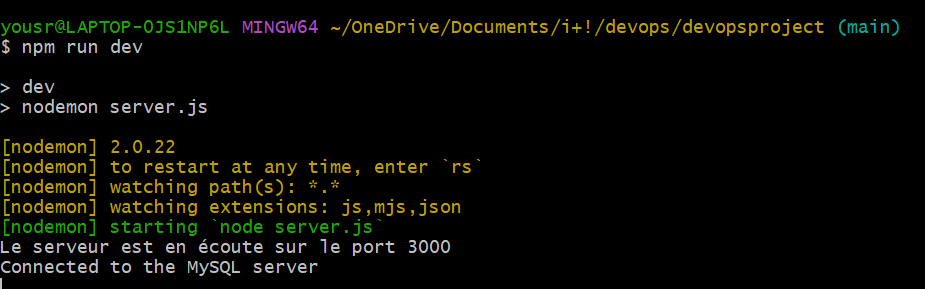 yousr@LAPTOP-OJS1NP6L MINGW64 ~/OneDrive/Documents/i+!/devops/devopsproject (main)
$ npm run dev
> dev
> nodemon server.js
[nodemon] 2.0.22
[nodemon] to restart at any time, enter `rs`
[nodemon] watching path(s): *.*
[nodemon] watching extensions: js,mjs,json
[nodemon] starting `node server.js`
Le serveur est en écoute sur le port 3000
Connected to the MySQL server